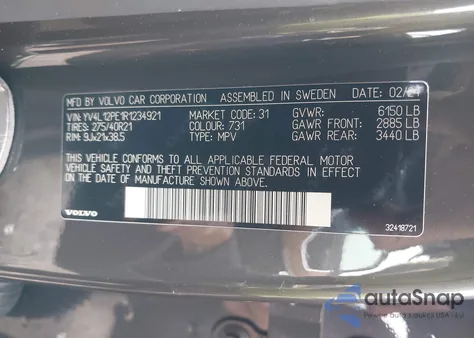 MFD BY VOLVO CAR CORPORATION ASSEMBLED IN SWEDEN DATE 02/24
VIN: YV4L12PE1R1234921 MARKET CODE: 31 GVWR: 6150 LB
TIRES: 275/40R21 COLOUR: 731 GAWR FRONT: 2885 LB
RIM: 9Jx21x38.5 TYPE: MPV GAWR REAR: 3440 LB
THIS VEHICLE CONFORMS TO ALL APPLICABLE FEDERAL MOTOR
VEHICLE SAFETY AND THEFT PREVENTION STANDARDS IN EFFECT
ON THE DATE OF MANUFACTURE SHOWN ABOVE
VOLVO
32418721
autoSnap